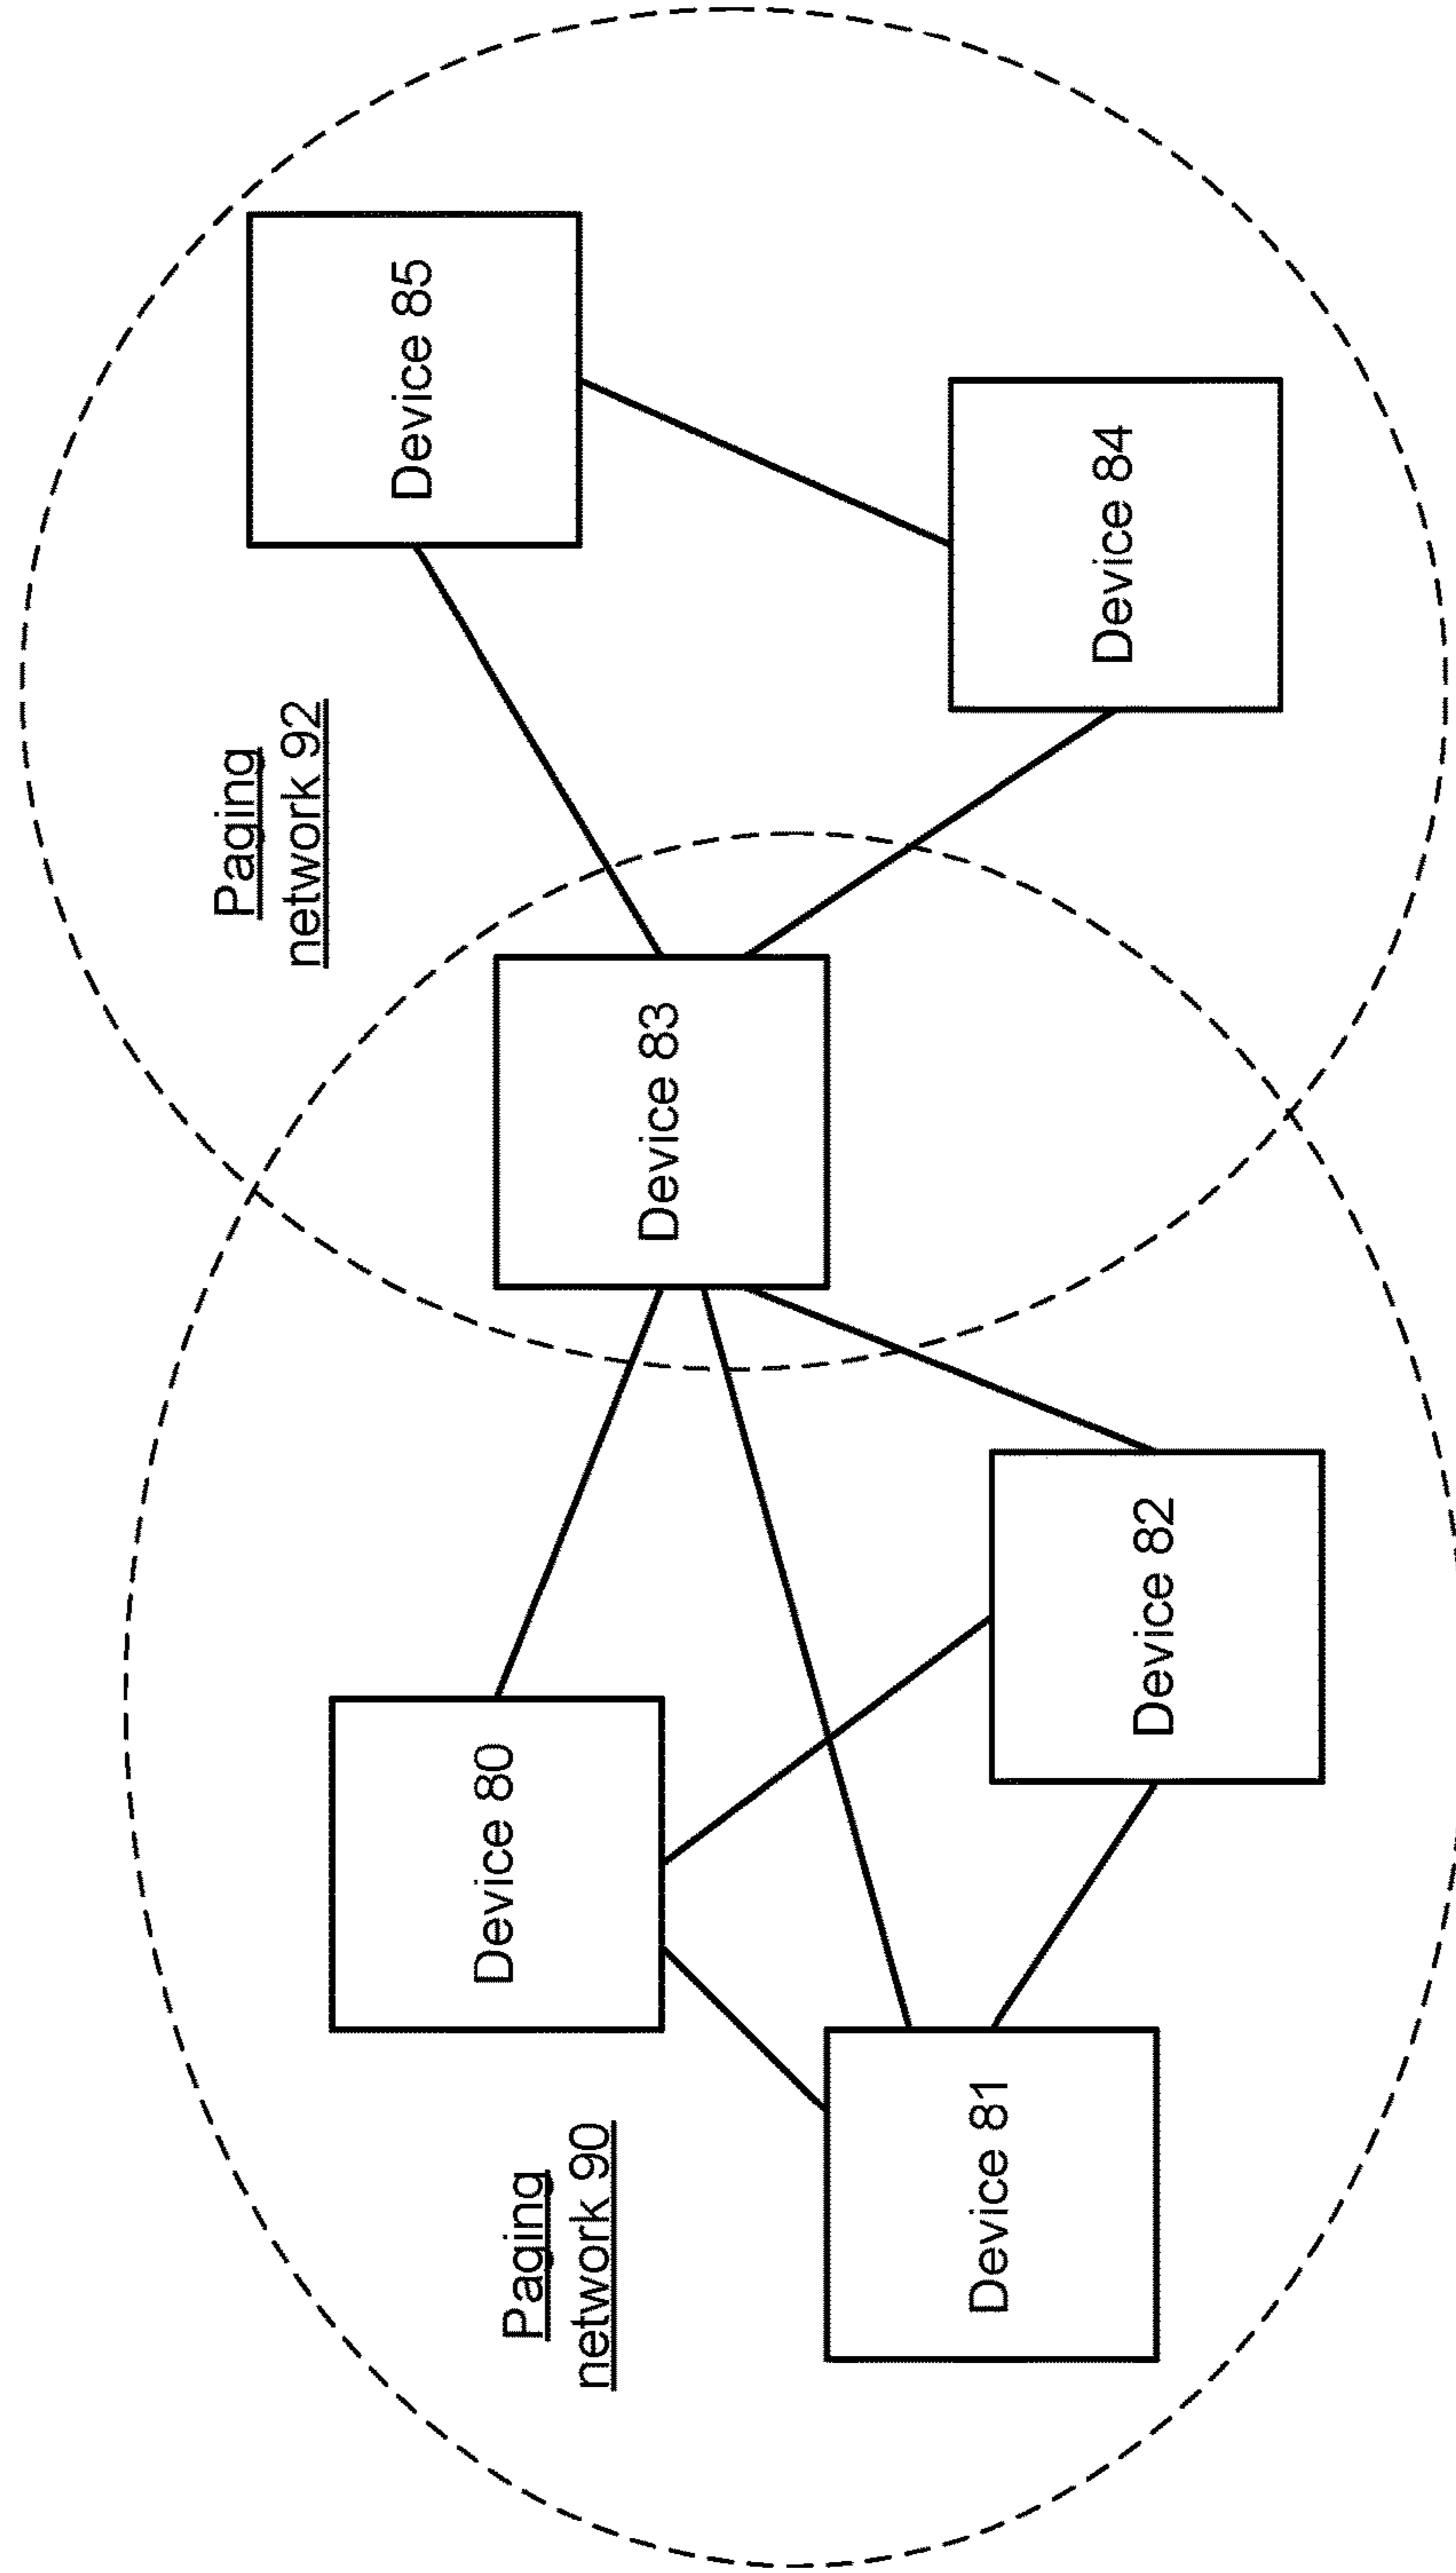 Paging
network 90
Device 81
Device 80
Device 82
Device 83
Paging
network 92
Device 84
Device 85